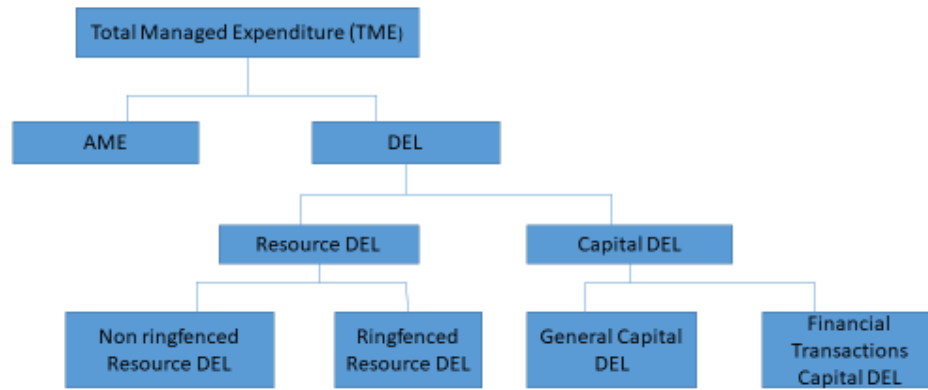 Total Managed Expenditure (TME)
AME
DEL
Resource DEL
Capital DEL
Non ringfenced
Resource DEL
Ringfenced
Resource DEL
General Capital
DEL
Financial
Transactions
Capital DEL